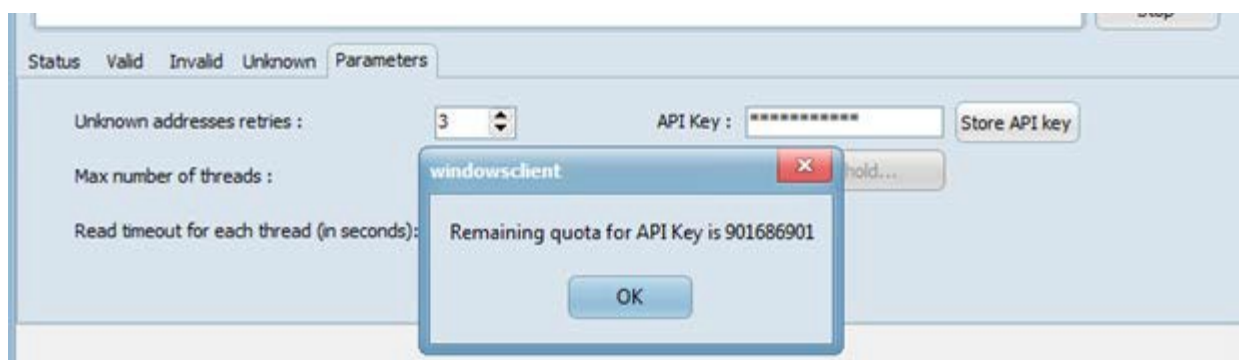 Stop
Status Valid Invalid Unknown Parameters
Unknown addresses retries : 3 API Key : *********** Store API key
windowsclient
Max number of threads : hold...
Read timeout for each thread (in seconds): Remaining quota for API Key is 901686901
OK